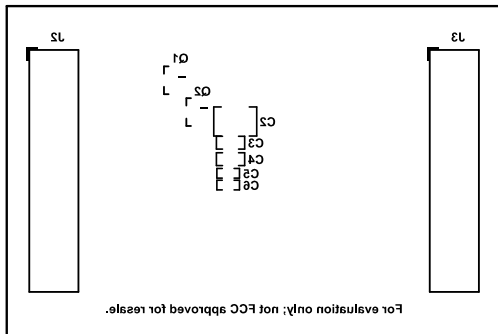 J2
J3
Q1
Q2
C2
C3
C4
C5
C6
For evaluation only; not FCC approved for resale.